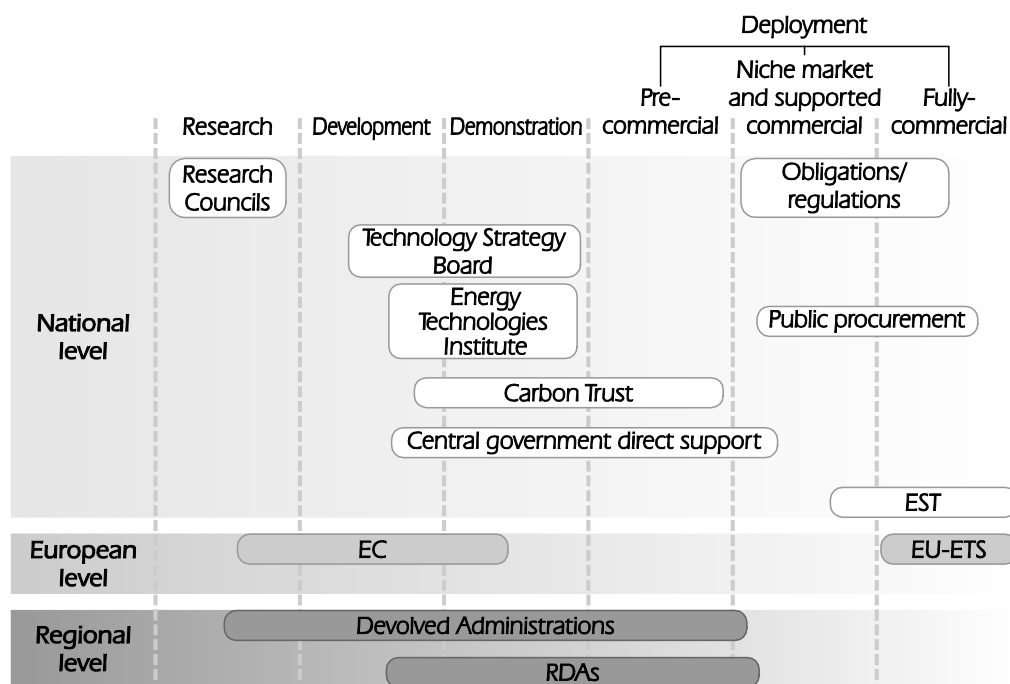 Deployment
Niche market
Pre-
and supported
Fully-
Research
Development
Demonstration
commercial
commercial
commercial
Research
Councils
Obligations/
regulations
Technology Strategy
Board
Energy
Technologies
Institute
National
level
Public procurement
Carbon Trust
Central government direct support
EST
European
level
EC
EU-ETS
Regional
level
Devolved Administrations
RDAs